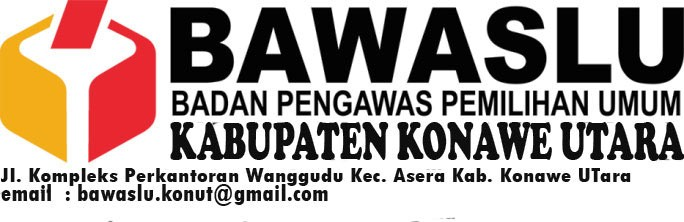 BAWASLU
BADAN PENGAWAS PEMILIHAN UMUM
KABUPATEN KONAWE UTARA
Jl. Kompleks Perkantoran Wanggudu Kec. Asera Kab. Konawe UTara
email : bawaslu.konut@gmail.com